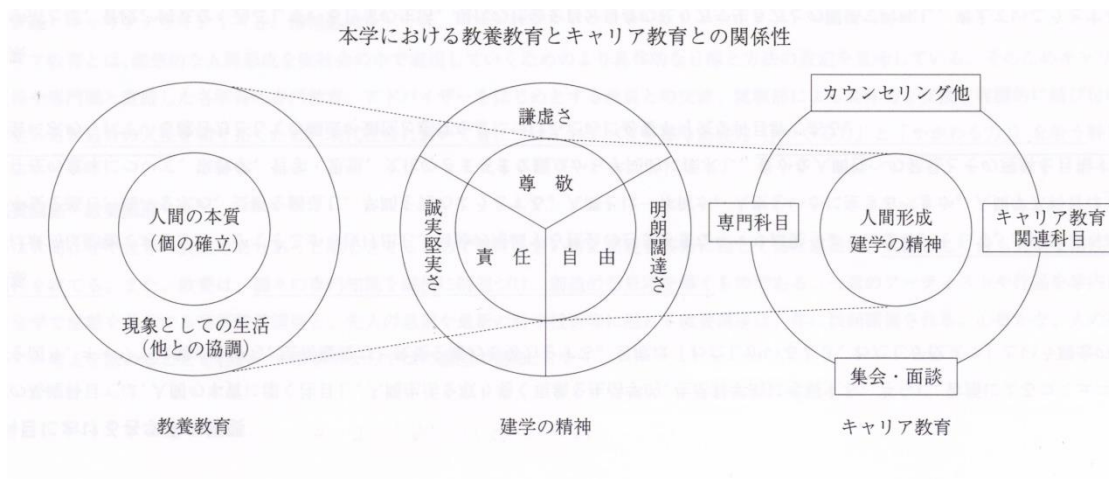 本学における教養教育とキャリア教育との関係性
人間の本質
(個の確立)
現象としての生活
(他との協調)
教養教育
謙虚さ
尊 敬
誠実堅実さ
責 任
自 由
明朗闊達さ
建学の精神
カウンセリング他
専門科目
人間形成
建学の精神
キャリア教育
関連科目
集会・面談
キャリア教育